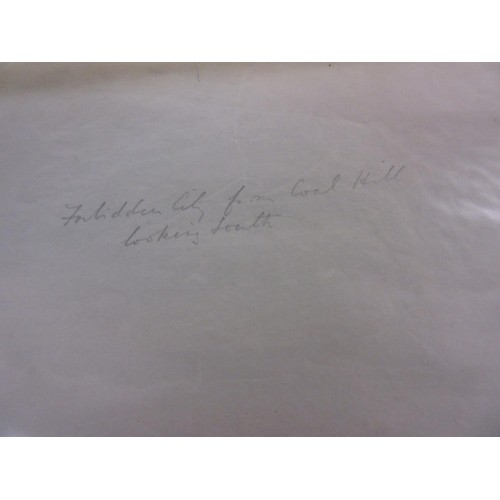 Forbidden City from Coal Hill
looking South